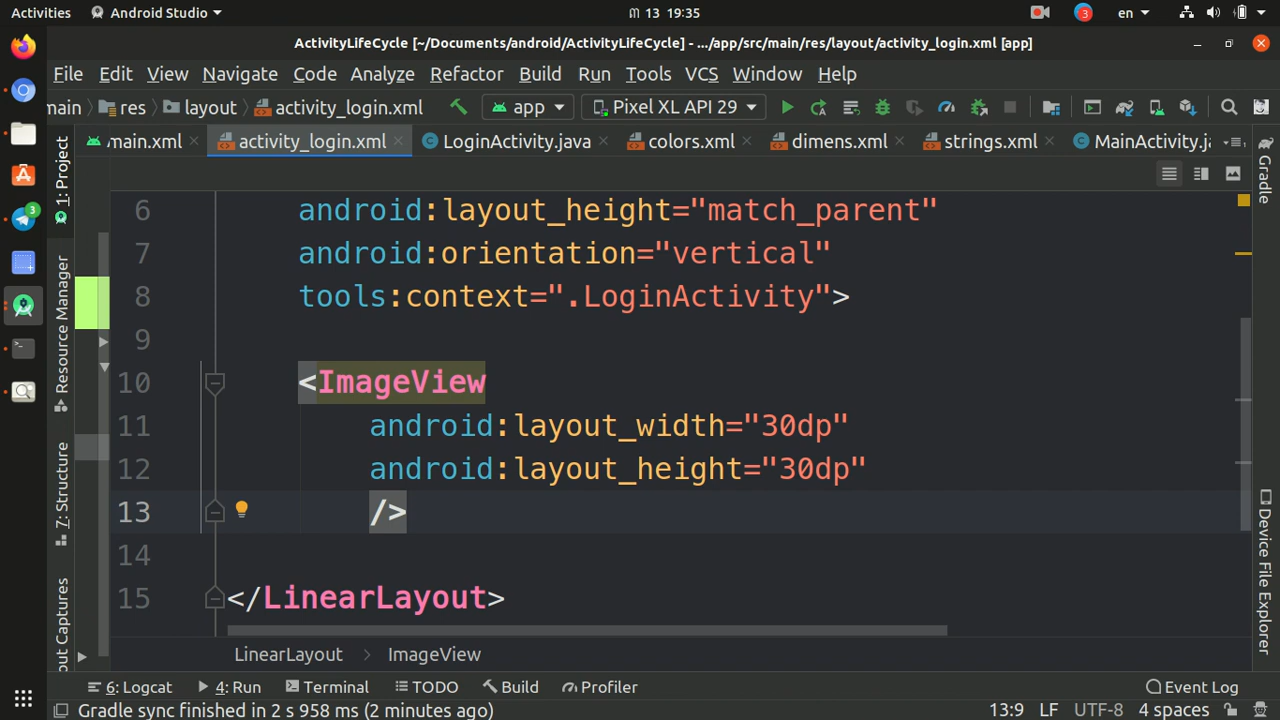 Activities
Android Studio
ตี 13 19:35
3
en
ActivityLifeCycle [~/Documents/android/ActivityLifeCycle] - .../app/src/main/res/layout/activity_login.xml [app]
File Edit View Navigate Code Analyze Refactor Build Run Tools VCS Window Help
main res layout activity_login.xml
app
Pixel XL API 29
main.xml
activity_login.xml
LoginActivity.java
colors.xml
dimens.xml
strings.xml
MainActivity.ja
1: Project
Resource Manager
7: Structure
out Captures
Gradle
Device File Explorer
3
6 android:layout_height="match_parent"
7 android:orientation="vertical"
8 tools:context=".LoginActivity">
9
10 <ImageView
11 android:layout_width="30dp"
12 android:layout_height="30dp"
13 />
14
15 </LinearLayout>
LinearLayout > ImageView
6: Logcat 4: Run Terminal TODO Build Profiler Event Log
Gradle sync finished in 2 s 958 ms (2 minutes ago) 13:9 LF UTF-8 4 spaces